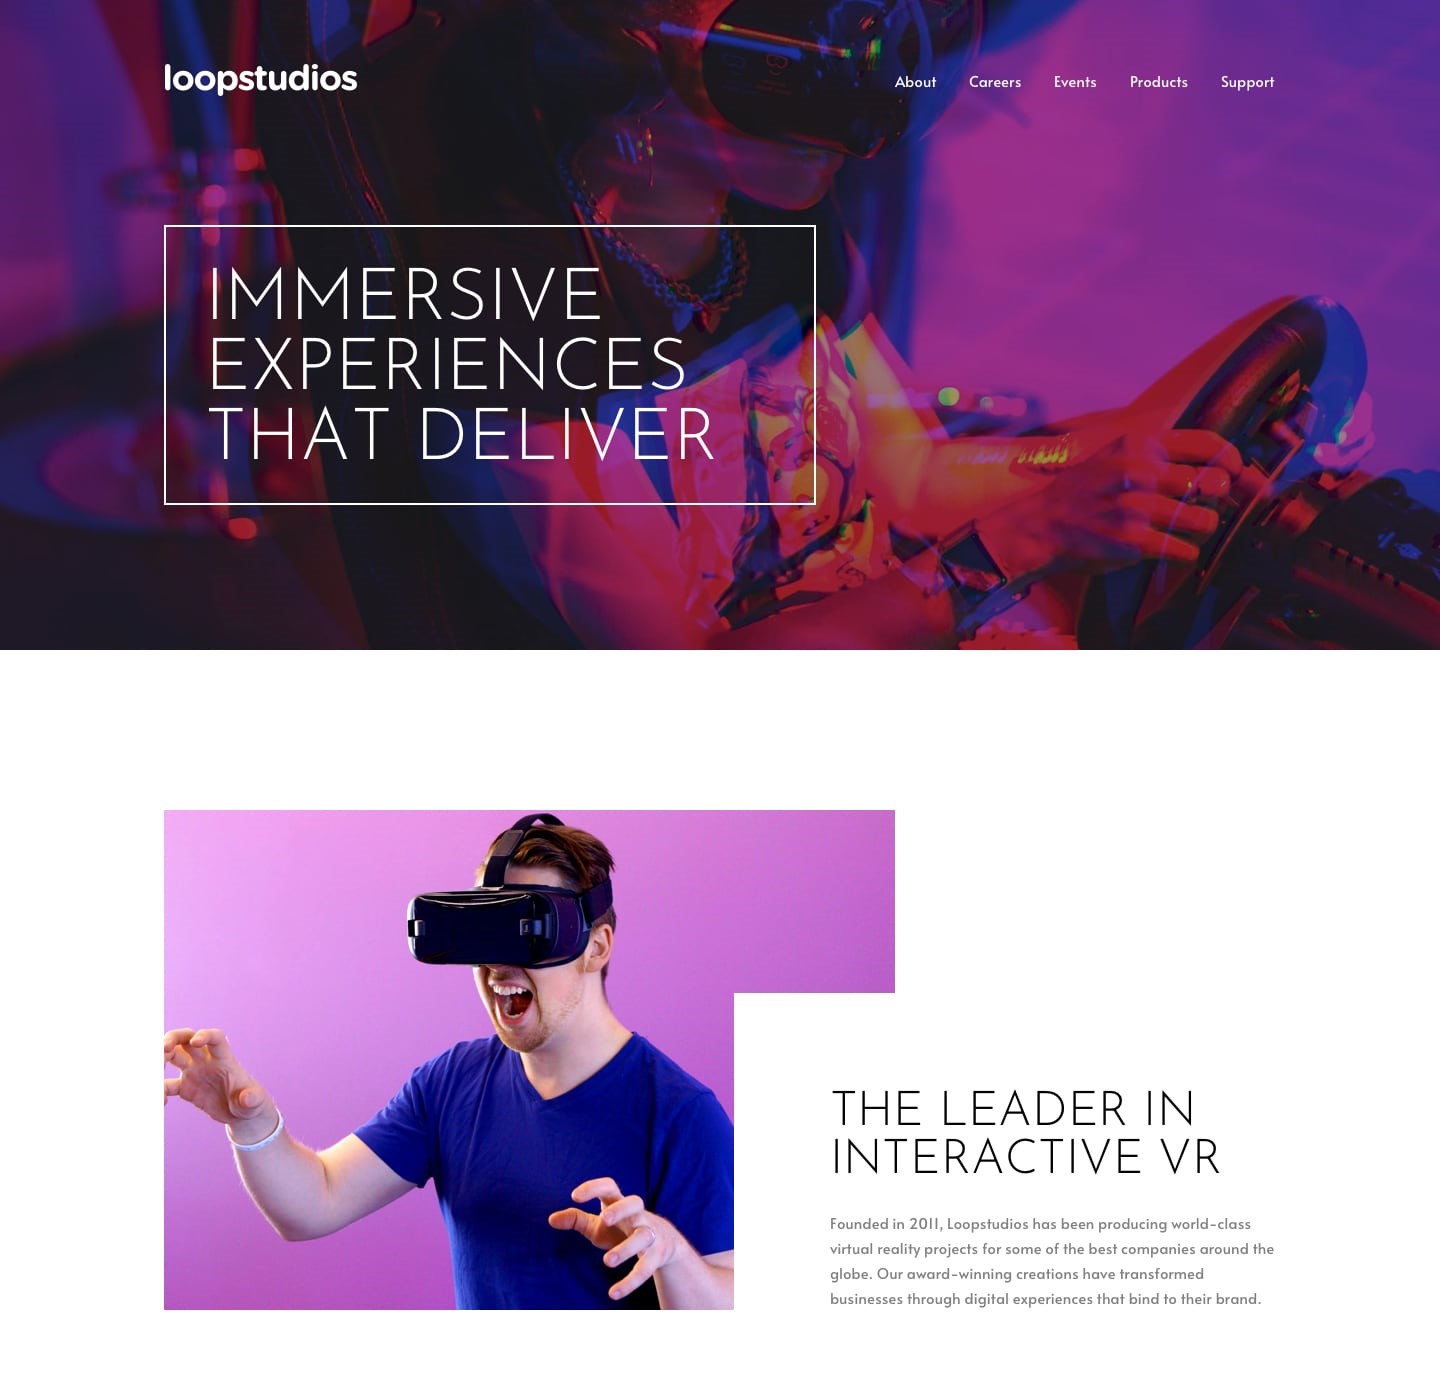 loopstudios
About Careers Events Products Support
IMMERSIVE
EXPERIENCES
THAT DELIVER
THE LEADER IN
INTERACTIVE VR
Founded in 2011, Loopstudios has been producing world-class
virtual reality projects for some of the best companies around the
globe. Our award-winning creations have transformed
businesses through digital experiences that bind to their brand.